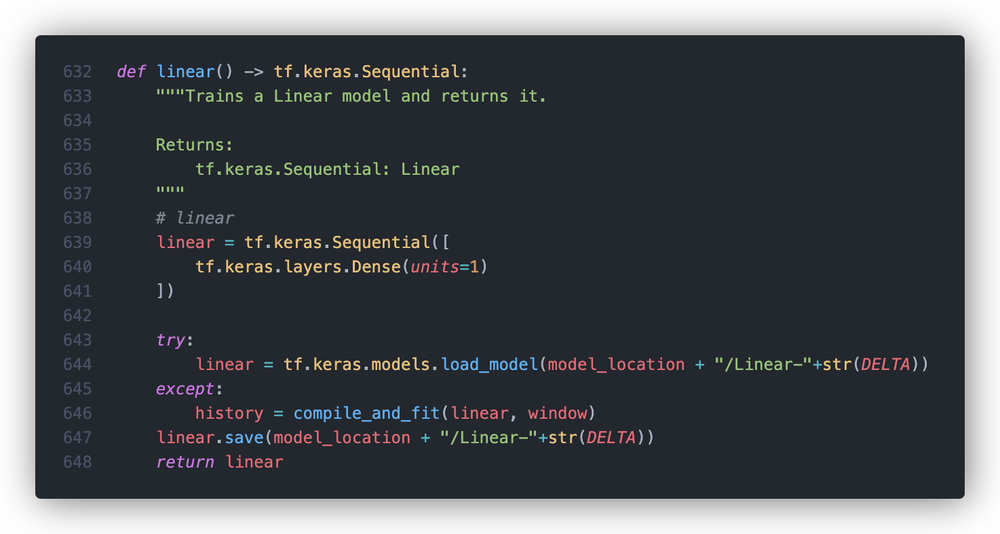 632 def linear() -> tf.keras.Sequential:
633     """Trains a Linear model and returns it.
634
635     Returns:
636         tf.keras.Sequential: Linear
637     """
638     # linear
639     linear = tf.keras.Sequential([
640         tf.keras.layers.Dense(units=1)
641     ])
642
643     try:
644         linear = tf.keras.models.load_model(model_location + "/Linear-"+str(DELTA))
645     except:
646         history = compile_and_fit(linear, window)
647     linear.save(model_location + "/Linear-"+str(DELTA))
648     return linear